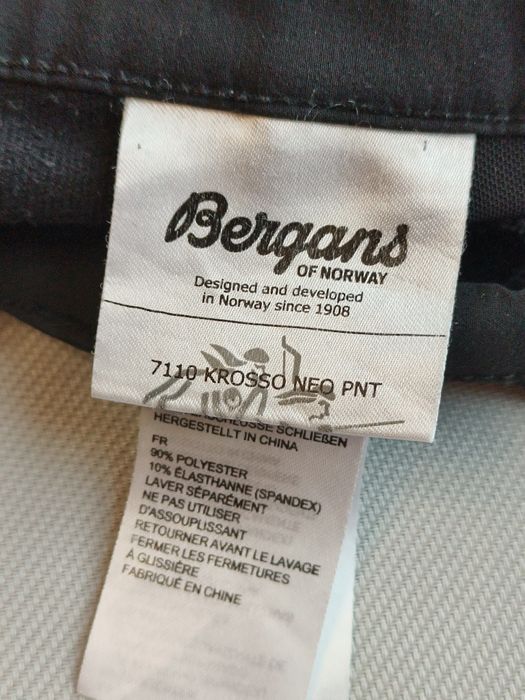 Bergans
OF NORWAY
Designed and developed
in Norway since 1908
7110 KROSSO NEO PNT
SCHLIEẞEN
HERGESTELLT IN CHINA
FR
90% POLYESTER
10% ÉLASTHANNE (SPANDEX)
LAVER SÉPARÉMENT
NE PAS UTILISER
D'ASSOUPLISSANT
RETOURNER AVANT LE LAVAGE
FERMER LES FERMETURES
À GLISSIÈRE
FABRIQUÉ EN CHINE